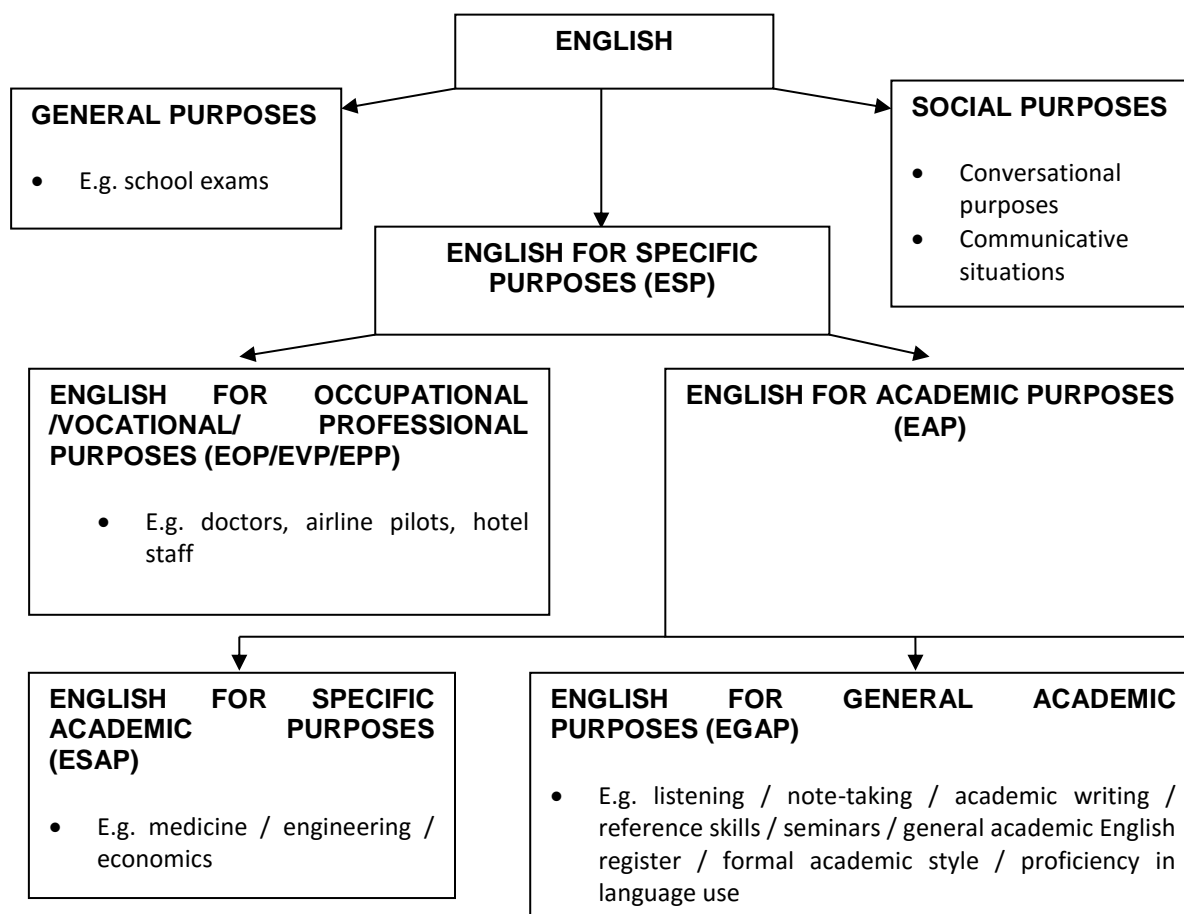 ENGLISH
GENERAL PURPOSES
• E.g. school exams
SOCIAL PURPOSES
• Conversational
purposes
• Communicative
situations
ENGLISH FOR SPECIFIC
PURPOSES (ESP)
ENGLISH FOR OCCUPATIONAL
/VOCATIONAL/ PROFESSIONAL
PURPOSES (EOP/EVP/EPP)
• E.g. doctors, airline pilots, hotel
staff
ENGLISH FOR ACADEMIC PURPOSES
(EAP)
ENGLISH FOR SPECIFIC
ACADEMIC PURPOSES
(ESAP)
• E.g. medicine / engineering /
economics
ENGLISH FOR GENERAL ACADEMIC
PURPOSES (EGAP)
• E.g. listening / note-taking / academic writing /
reference skills / seminars / general academic English
register / formal academic style / proficiency in
language use